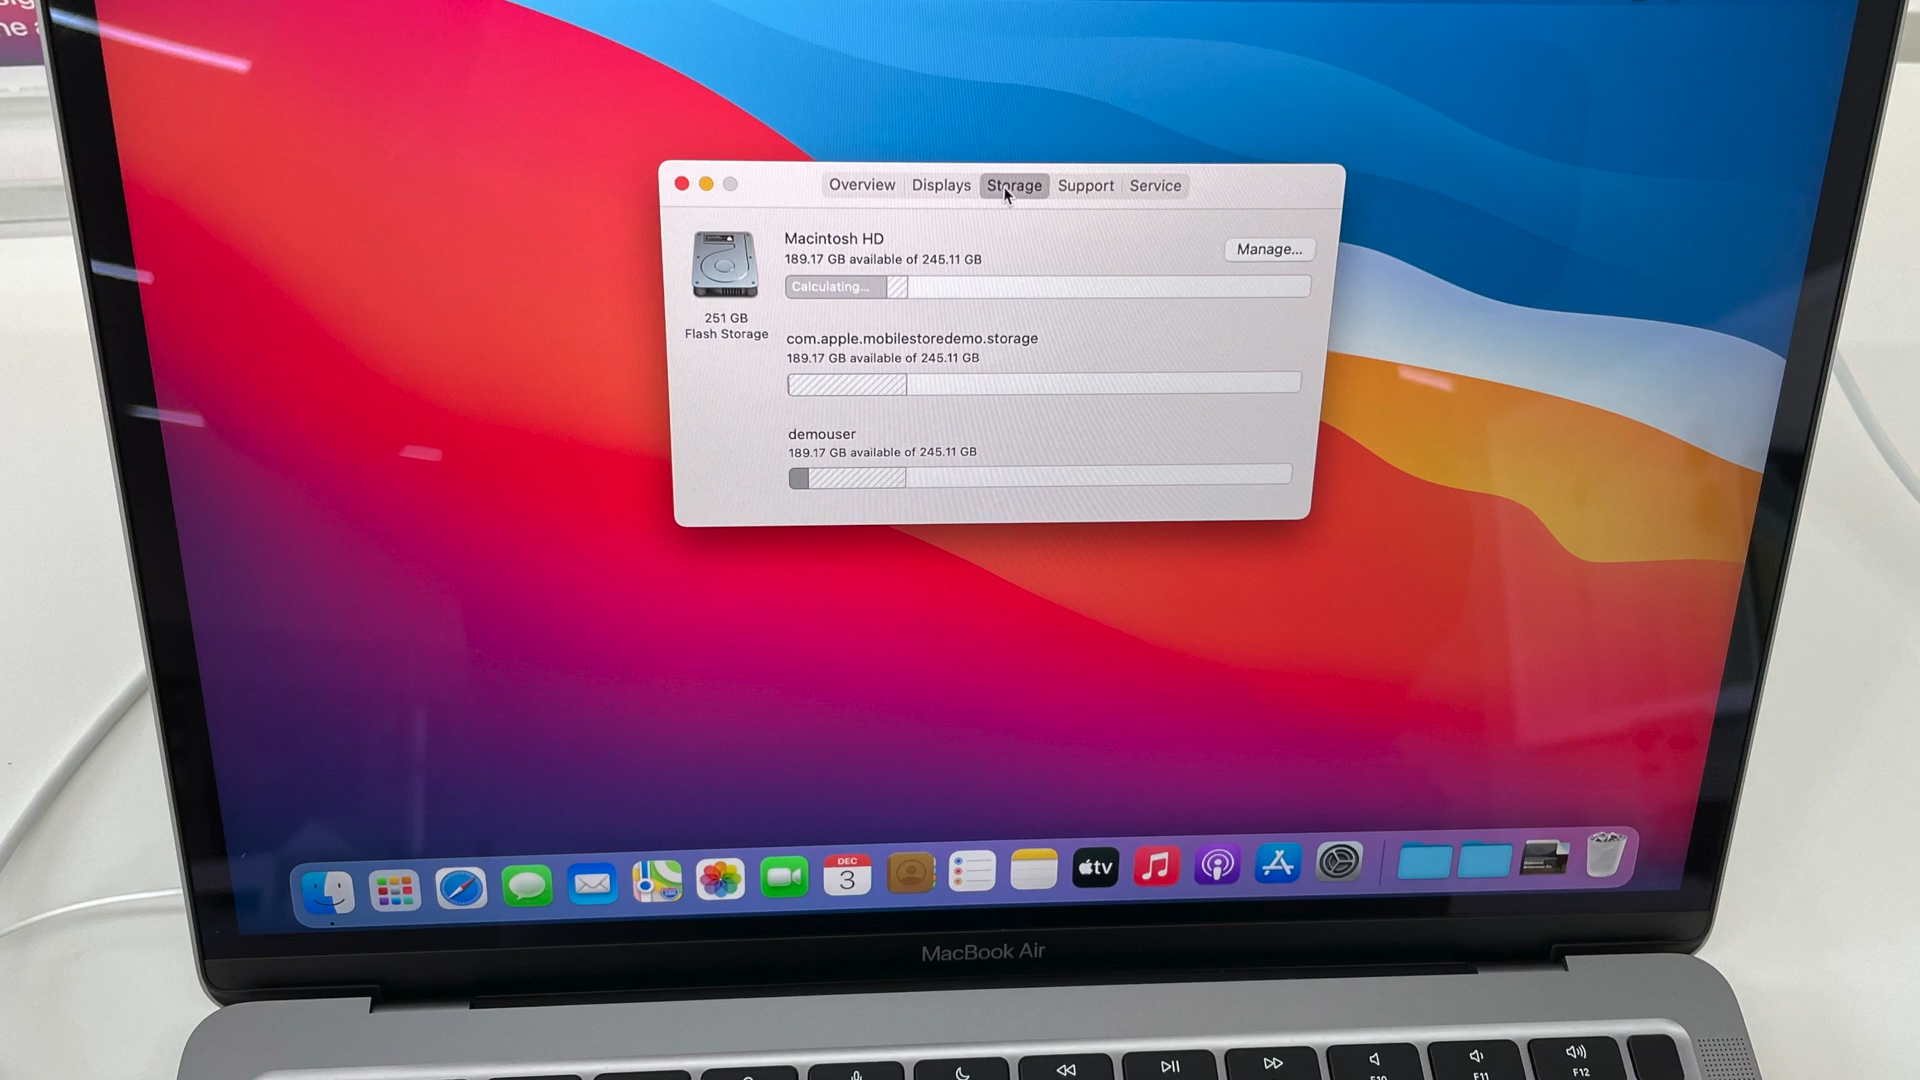 Overview Displays Storage Support Service
Macintosh HD
189.17 GB available of 245.11 GB
Manage...
Calculating...
251 GB
Flash Storage
com.apple.mobilestoredemo.storage
189.17 GB available of 245.11 GB
demouser
189.17 GB available of 245.11 GB
DEC
3
tv
MacBook Air
F11
F12